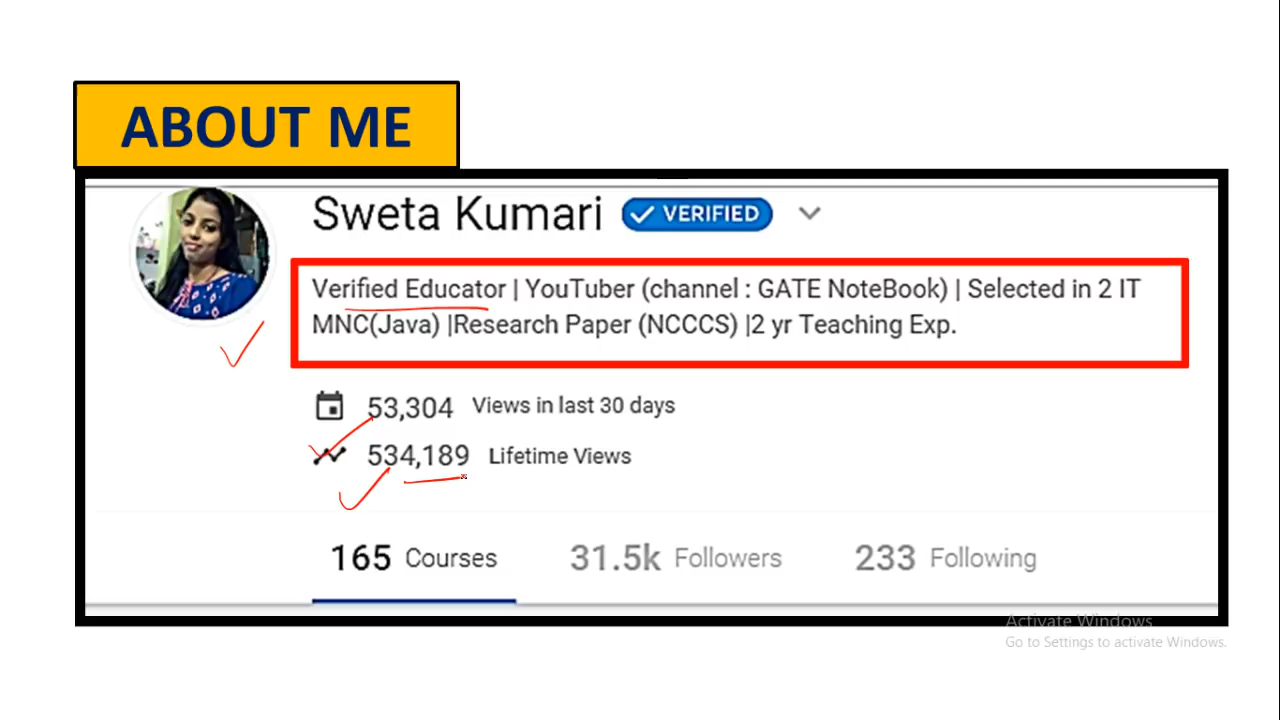 ABOUT ME
Sweta Kumari VERIFIED
Verified Educator | YouTuber (channel : GATE NoteBook) | Selected in 2 IT
MNC(Java) |Research Paper (NCCCS) |2 yr Teaching Exp.
53,304 Views in last 30 days
534,189 Lifetime Views
165 Courses 31.5k Followers 233 Following
Activate Windows
Go to Settings to activate Windows.